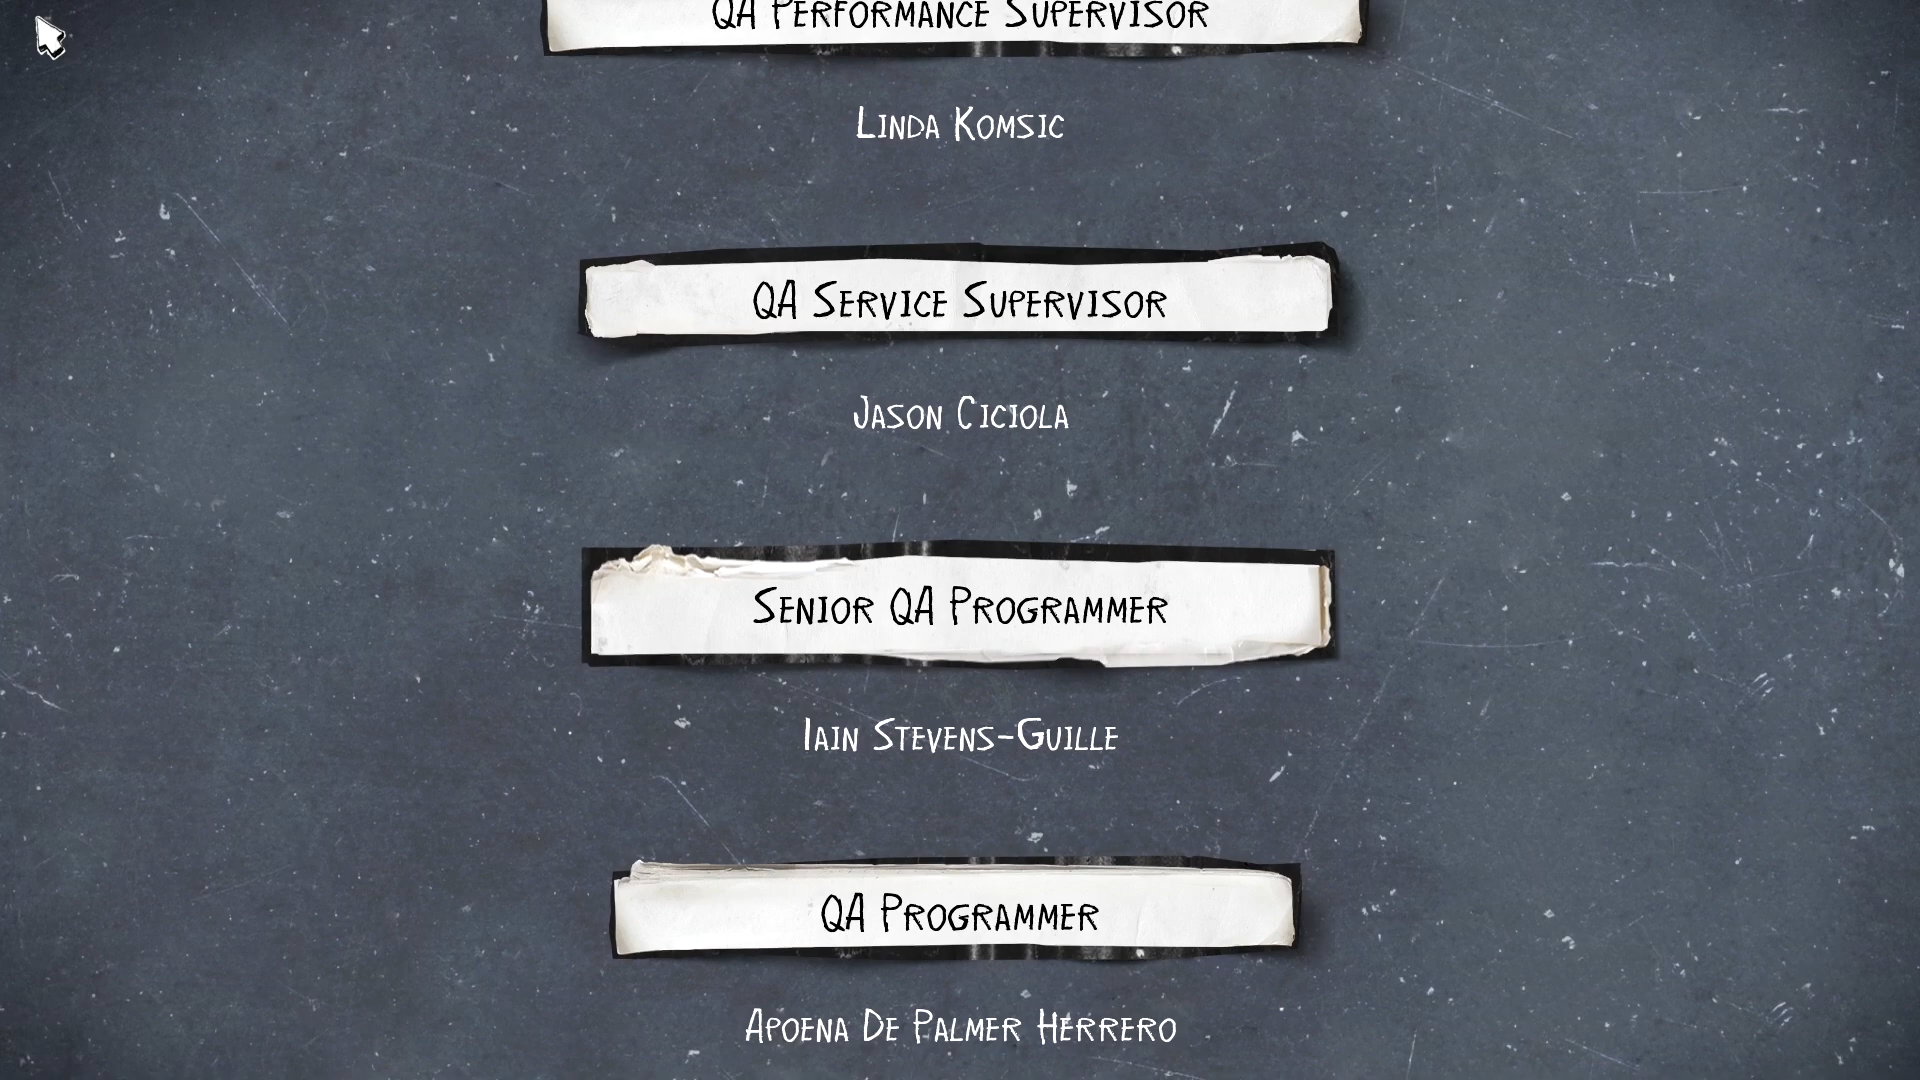 QA Performance Supervisor
Linda Komsic
QA Service Supervisor
Jason Ciciola
Senior QA Programmer
Iain Stevens-Guille
QA Programmer
Apoena De Palmer Herrero